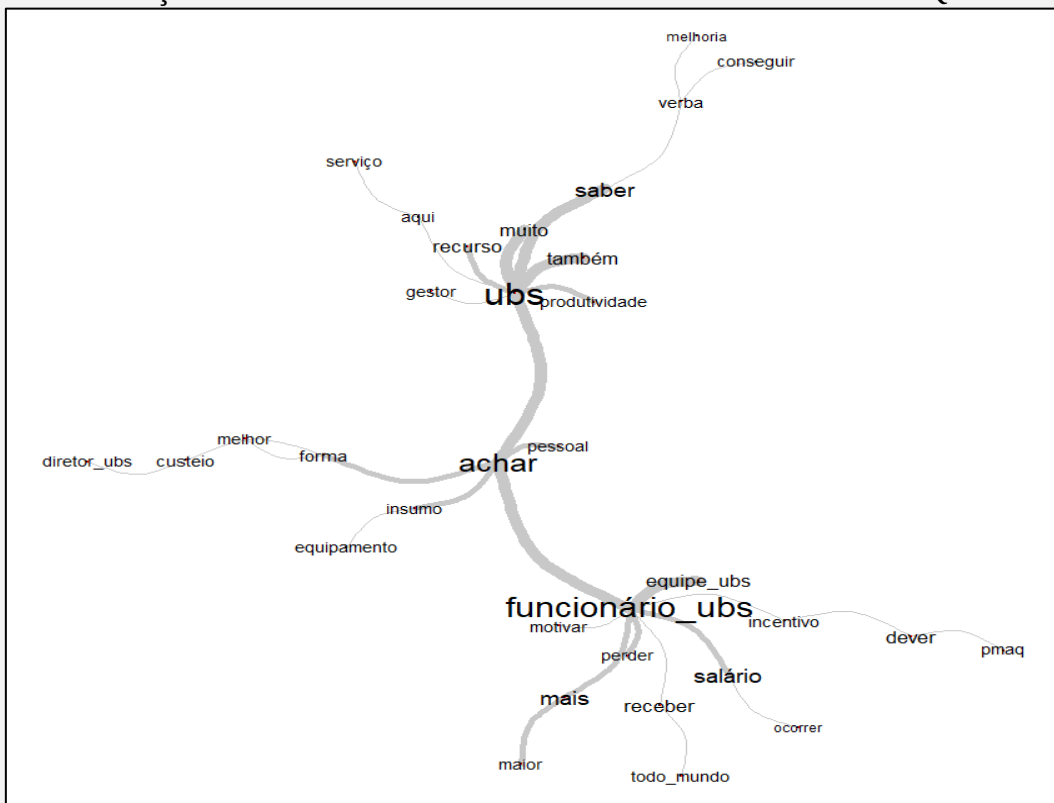 melhoria
conseguir
verba
serviço
saber
aqui
muito
recurso
também
gestor
ubs
produtividade
melhor
pessoal
diretor_ubs
custeio
forma
achar
insumo
equipamento
equipe_ubs
funcionário_ubs
motivar
incentivo
dever
pmaq
perder
salário
mais
receber
ocorrer
maior
todo_mundo